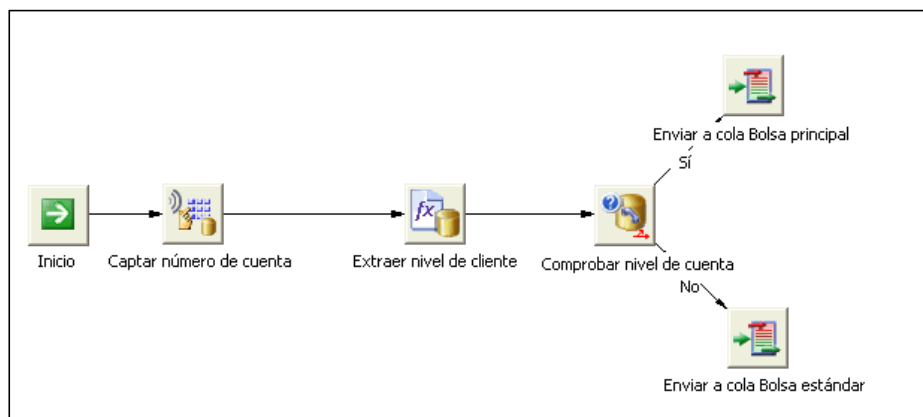 Enviar a cola Bolsa principal
Sí
Inicio
Captar número de cuenta
fx
Extraer nivel de cliente
?
Comprobar nivel de cuenta
No
Enviar a cola Bolsa estándar